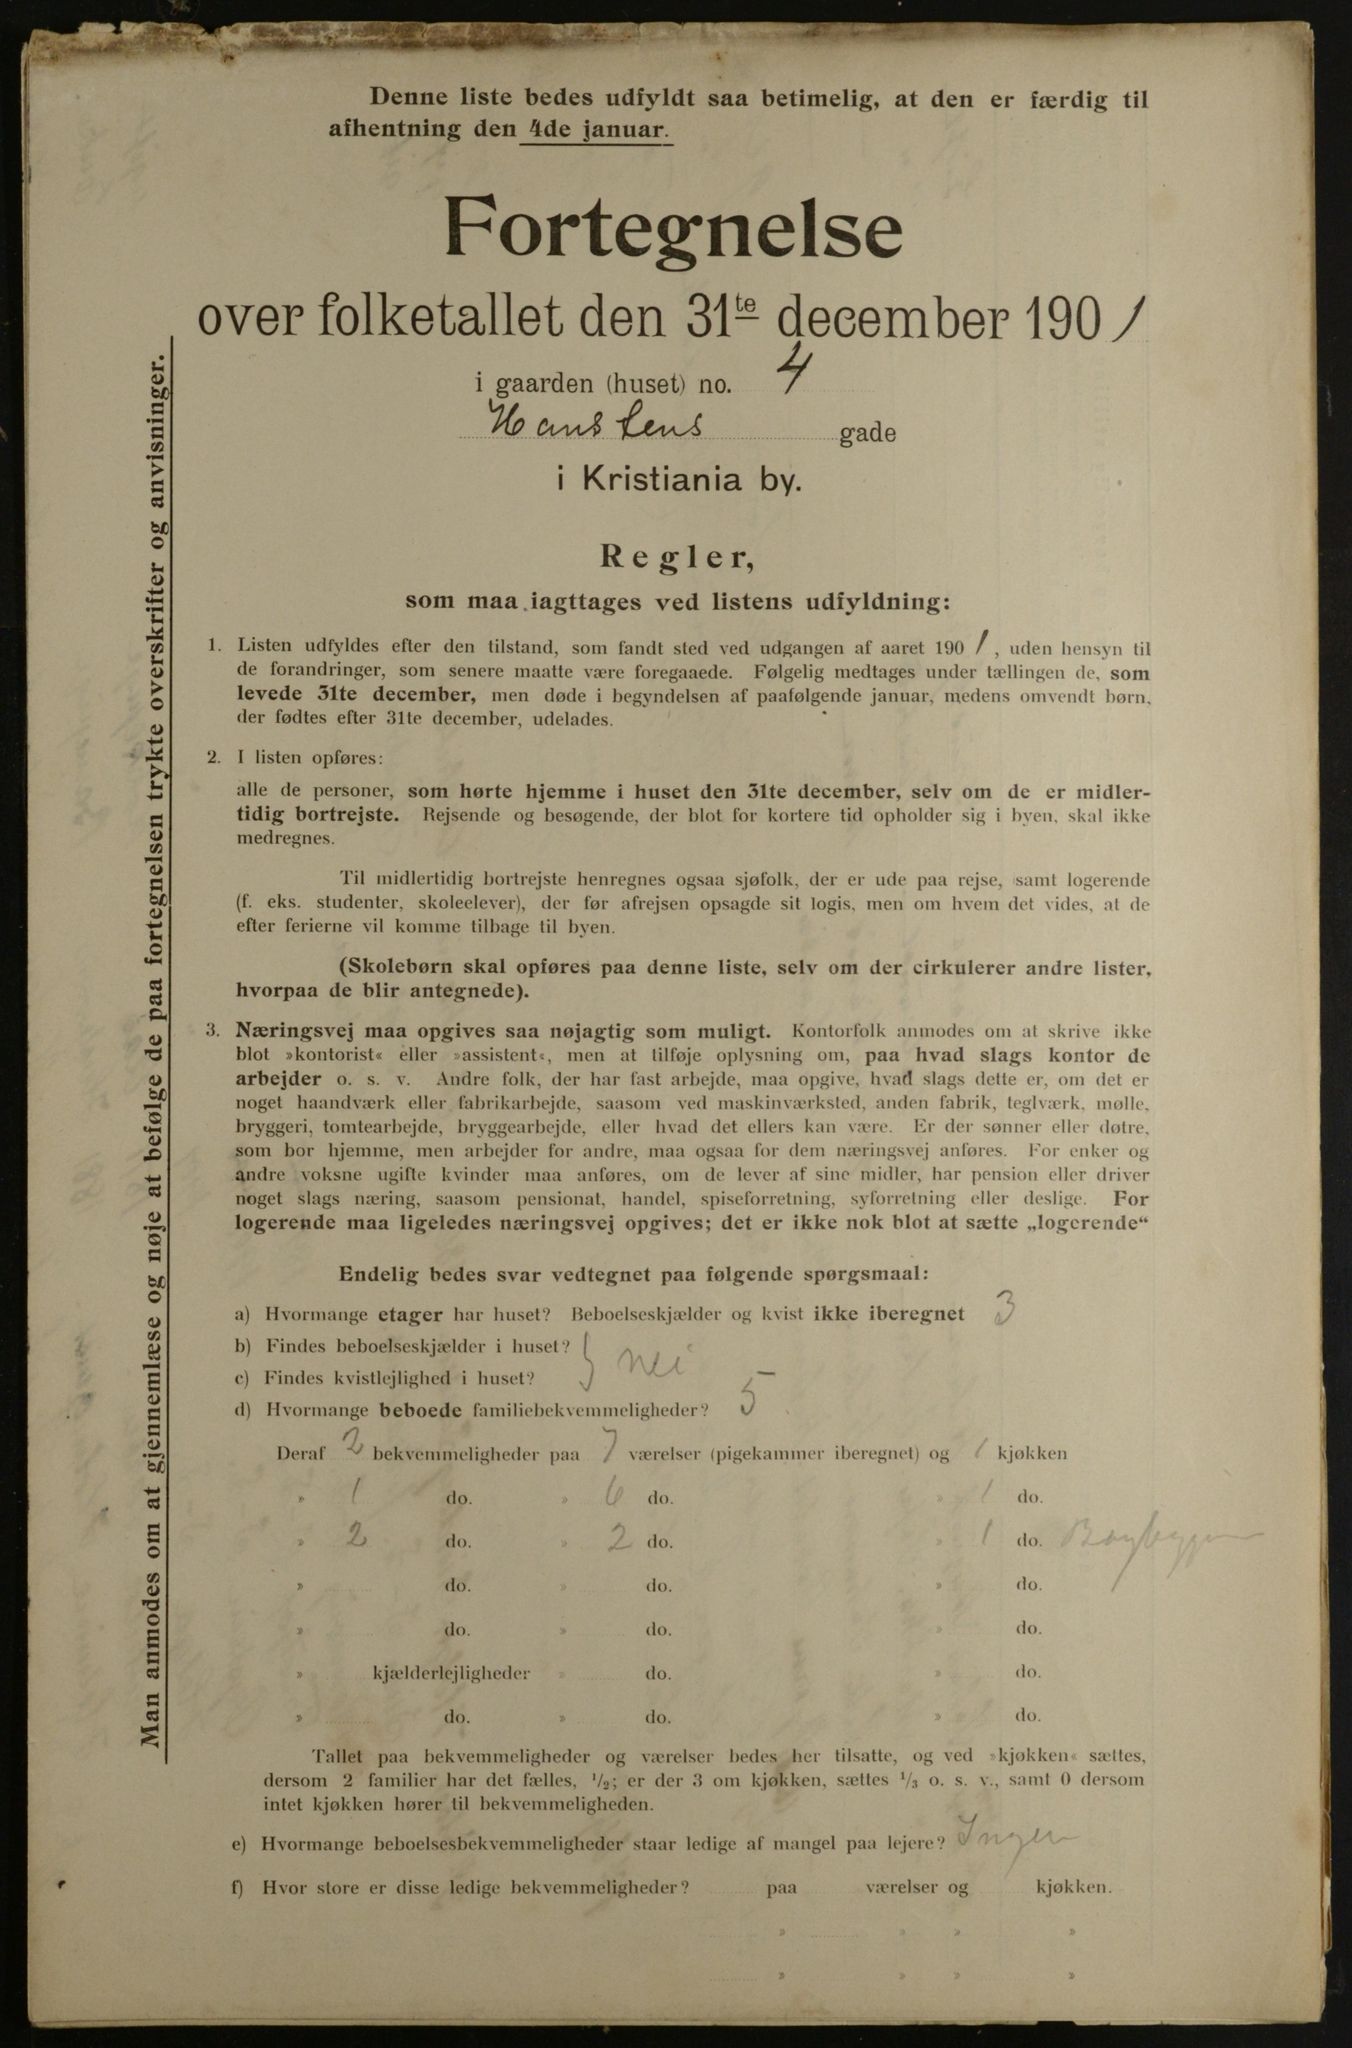 Denne liste bedes udfyldt saa betimelig, at den er færdig til
afhentning den 4de januar.
Fortegnelse
over folketallet den 31te december 1901
i gaarden (huset) no. 4
Hanstens gade
i Kristiania by.
Regler,
som maa iagttages ved listens udfyldning:
1. Listen udfyldes efter den tilstand, som fandt sted ved udgangen af aaret 1901, uden hensyn til
de forandringer, som senere maatte være foregaaede. Følgelig medtages under tællingen de, som
levede 31te december, men døde i begyndelsen af paafølgende januar, medens omvendt børn,
der fødtes efter 31te december, udelades.
2. I listen opføres:
alle de personer, som hørte hjemme i huset den 31te december, selv om de er midler-
tidig bortrejste. Rejsende og besøgende, der blot for kortere tid opholder sig i byen, skal ikke
medregnes.
Til midlertidig bortrejste henregnes ogsaa sjøfolk, der er ude paa rejse, samt logerende
(f. eks. studenter, skoleelever), der før afrejsen opsagde sit logis, men om hvem det vides, at de
efter ferierne vil komme tilbage til byen.
(Skolebørn skal opføres paa denne liste, selv om der cirkulerer andre lister,
hvorpaa de blir antegnede).
3. Næringsvej maa opgives saa nøjagtig som muligt. Kontorfolk anmodes om at skrive ikke
blot »kontorist« eller »assistent«, men at tilføje oplysning om, paa hvad slags kontor de
arbejder o. s. v. Andre folk, der har fast arbejde, maa opgive, hvad slags dette er, om det er
noget haandværk eller fabrikarbejde, saasom ved maskinværksted, anden fabrik, teglværk, mølle,
bryggeri, tomtearbejde, bryggearbejde, eller hvad det ellers kan være. Er der sønner eller døtre,
som bor hjemme, men arbejder for andre, maa ogsaa for dem næringsvej anføres. For enker og
andre voksne ugifte kvinder maa anføres, om de lever af sine midler, har pension eller driver
noget slags næring, saasom pensionat, handel, spiseforretning, syforretning eller deslige. For
logerende maa ligeledes næringsvej opgives; det er ikke nok blot at sætte „logerende“
Endelig bedes svar vedtegnet paa følgende spørgsmaal:
a) Hvormange etager har huset? Beboelseskjælder og kvist ikke iberegnet 3
b) Findes beboelseskjælder i huset?
c) Findes kvistlejlighed i huset? } nei
d) Hvormange beboede familiebekvemmeligheder? 5
Deraf 2 bekvemmeligheder paa 7 værelser (pigekammer iberegnet) og 1 kjøkken
» 1 do. » 6 do. » 1 do.
» 2 do. » 2 do. » 1 do.
» do. » do. » do.
» do. » do. » do.
» kjælderlejligheder » do. » do.
» do. » do. » do.
Tallet paa bekvemmeligheder og værelser bedes her tilsatte, og ved »kjøkken« sættes,
dersom 2 familier har det fælles, 1/2; er der 3 om kjøkken, sættes 1/3 o. s. v., samt 0 dersom
intet kjøkken hører til bekvemmeligheden.
e) Hvormange beboelsesbekvemmeligheder staar ledige af mangel paa lejere? Ingen
f) Hvor store er disse ledige bekvemmeligheder? paa værelser og kjøkken.
» » » »
» » » »
Man anmodes om at gjennemlæse og nøje at befølge de paa fortegnelsen trykte overskrifter og anvisninger.